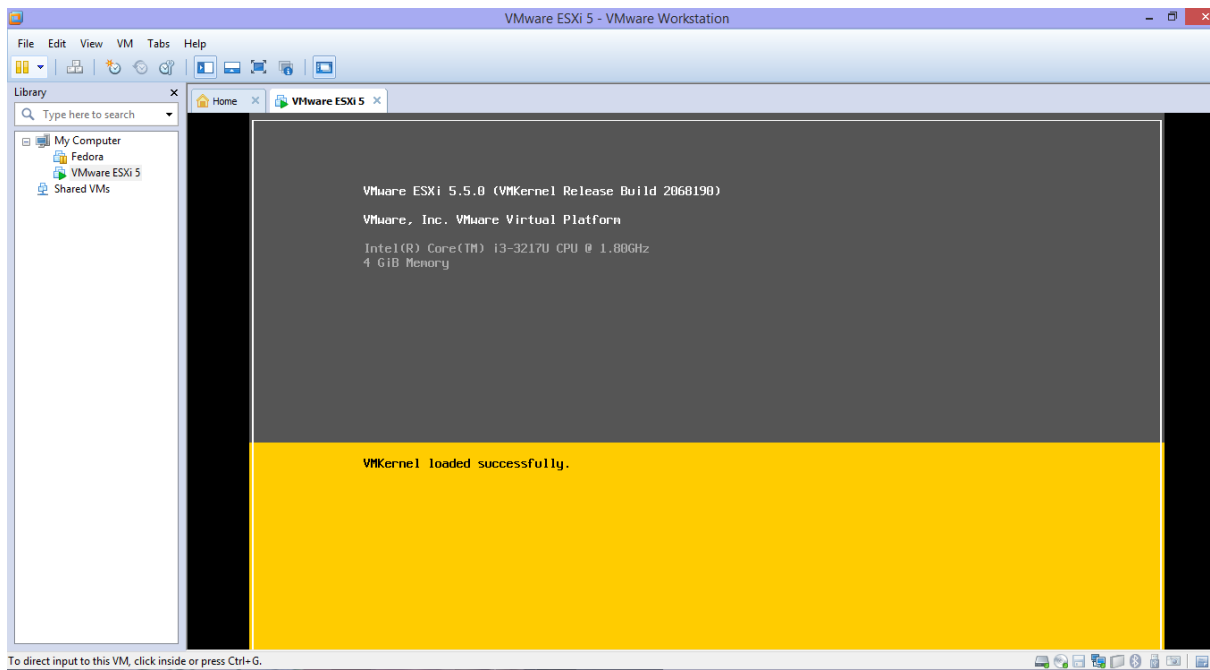 VMware ESXi 5 - VMware Workstation
File Edit View VM Tabs Help
Library
Type here to search
My Computer
Fedora
VMware ESXi 5
Shared VMs
Home
VMware ESXi 5
VMware ESXi 5.5.0 (VMKernel Release Build 2068190)
VMware, Inc. VMware Virtual Platform
Intel(R) Core(TM) i3-3217U CPU @ 1.80GHz
4 GiB Memory
VMKernel loaded successfully.
To direct input to this VM, click inside or press Ctrl+G.